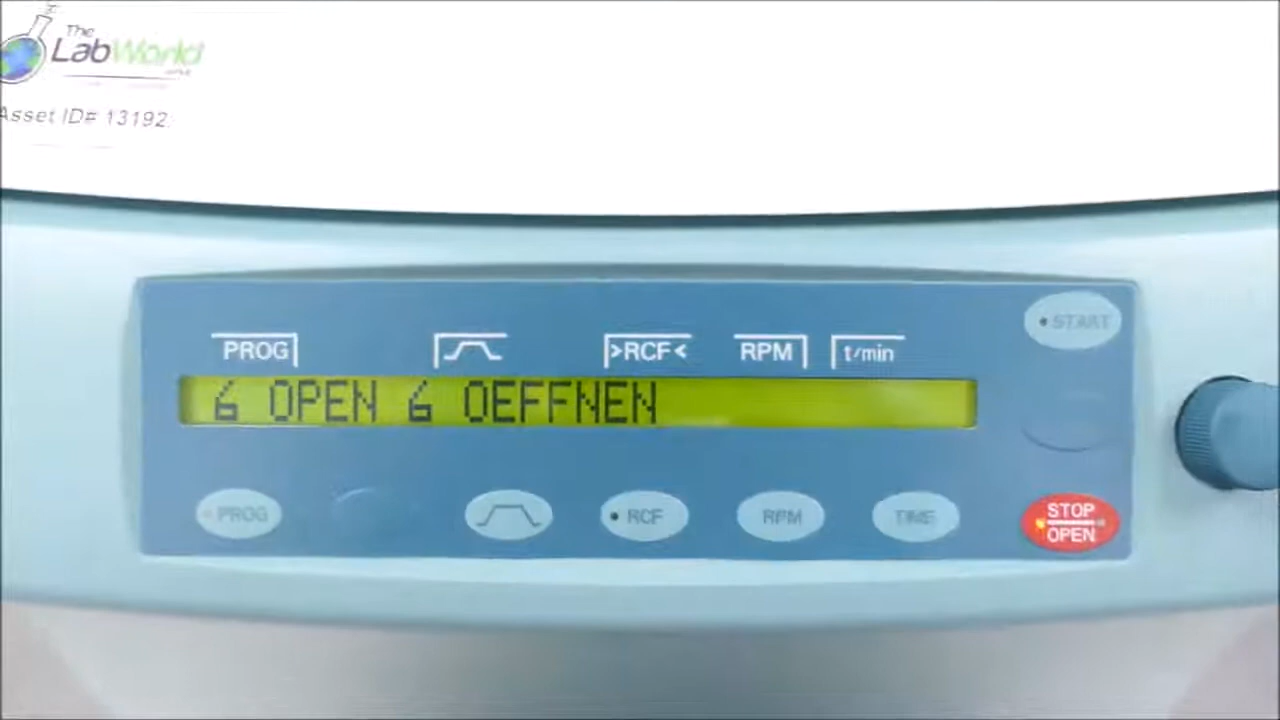 The
LabWorld
Asset ID# 13192
PROG >RCF< RPM t/min
6 OPEN 6 OEFFNEN
START
PROG RCF RPM TIME
STOP
OPEN